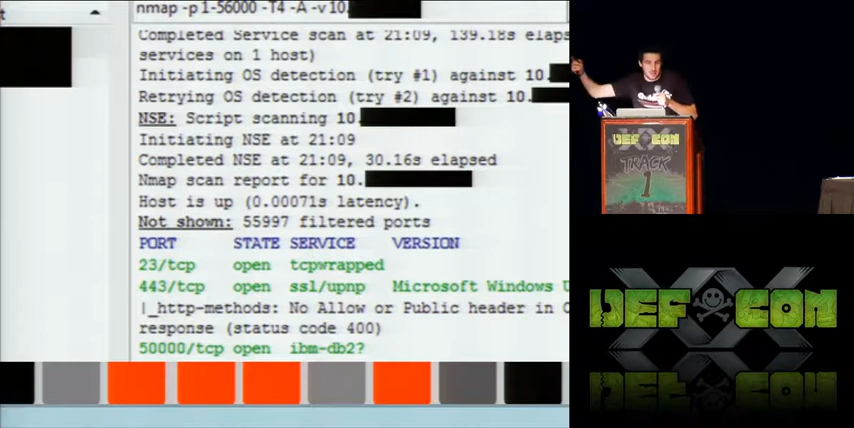 t
nmap -p 1-56000 -T4 -A -v 10.
Completed Service scan at 21:09, 139.18s elaps
services on 1 host)
Initiating OS detection (try #1) against 10.
Retrying OS detection (try #2) against 10.
NSE: Script scanning 10.
Initiating NSE at 21:09
Completed NSE at 21:09, 30.16s elapsed
Nmap scan report for 10.
Host is up (0.00071s latency).
Not shown: 55997 filtered ports
PORT STATE SERVICE VERSION
23/tcp open tcpwrapped
443/tcp open ssl/upnp Microsoft Windows U
|_http-methods: No Allow or Public header in O
response (status code 400)
50000/tcp open ibm-db2?
DEF CON
TRACK
1
XX
DEF CON